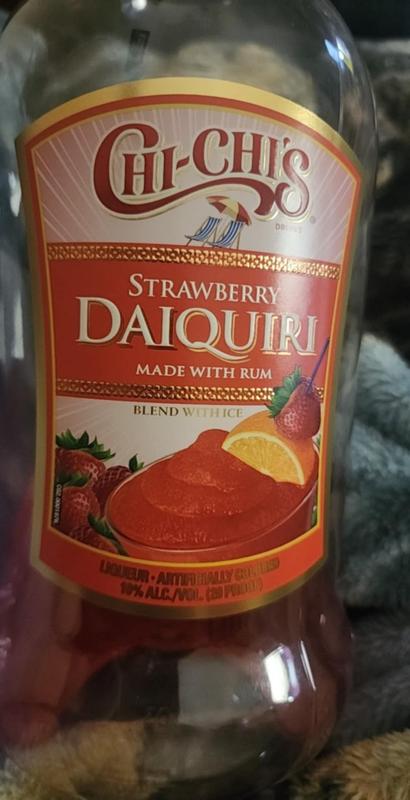 CHI-CHI'S®
DRINKS
STRAWBERRY
DAIQUIRI
MADE WITH RUM
BLEND WITH ICE
LIQUEUR • ARTIFICIALLY COLORED
10% ALC./VOL. (20 PROOF)